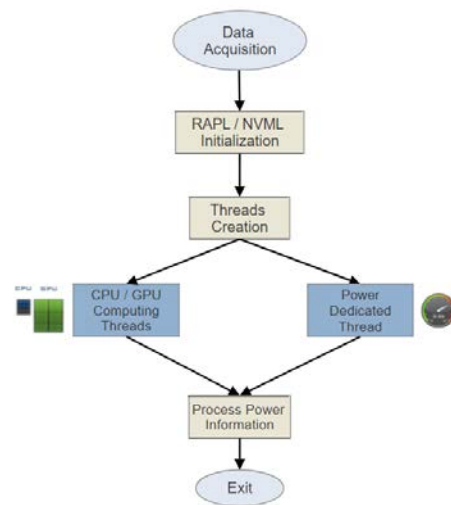 Data
Acquisition
RAPL / NVML
Initialization
Threads
Creation
CPU GPU
CPU / GPU
Computing
Threads
Power
Dedicated
Thread
Process Power
Information
Exit